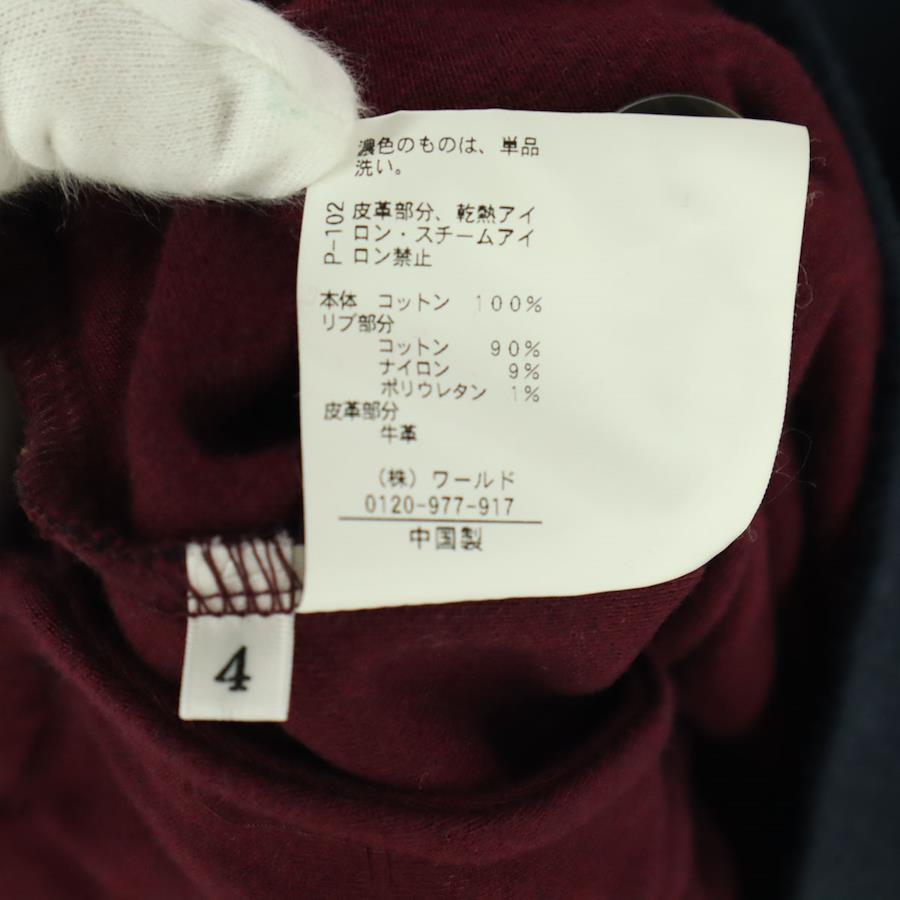 濃色のものは、単品
洗い。
P-102
皮革部分、乾熱アイ
ロン・スチームアイ
ロン禁止
本体 コットン 100%
リブ部分
コットン 90%
ナイロン 9%
ポリウレタン 1%
皮革部分
牛革
(株)ワールド
0120-977-917
中国製
4